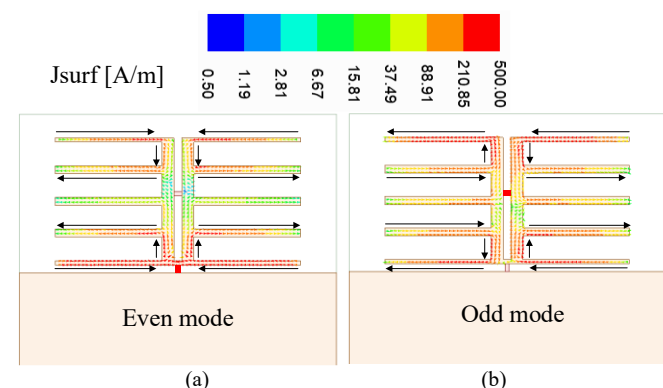 Jsurf [A/m]
0.50
1.19
2.81
6.67
15.81
37.49
88.91
210.85
500.00
Even mode
Odd mode
(a)
(b)